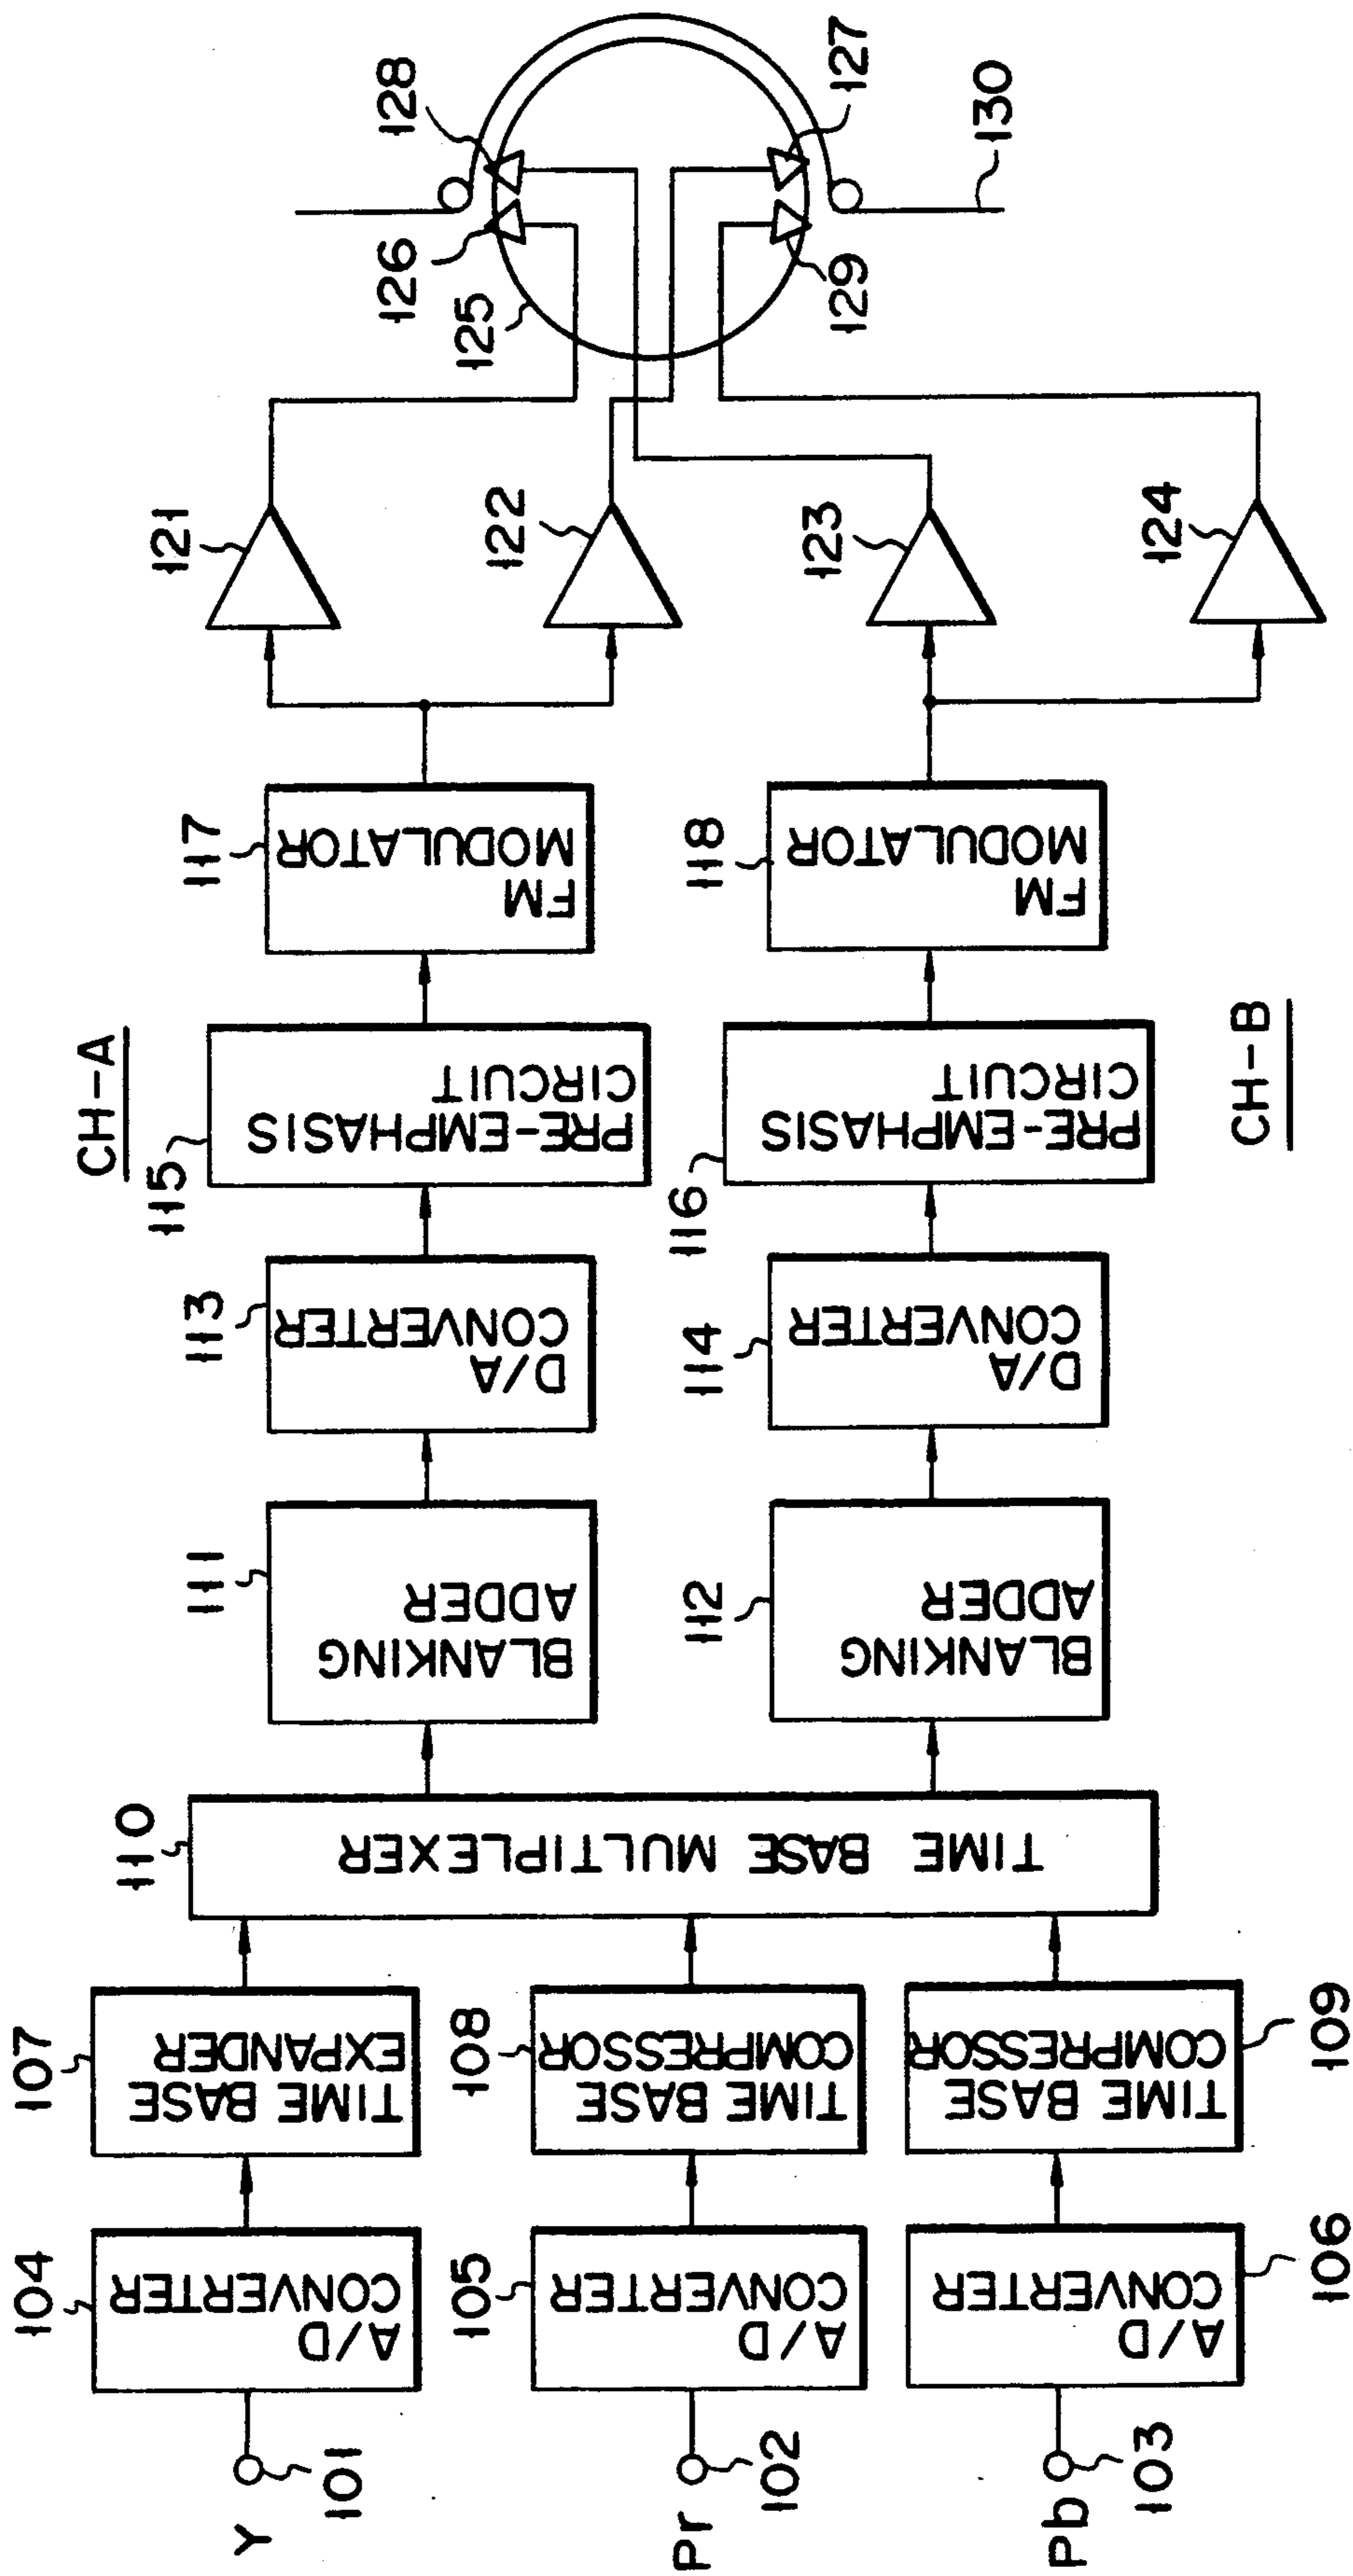 Y
101
Pr
102
Pb
103
104
A/D
CONVERTER
105
A/D
CONVERTER
106
A/D
CONVERTER
107
TIME BASE
EXPANDER
108
TIME BASE
COMPRESSOR
109
TIME BASE
COMPRESSOR
110
TIME BASE MULTIPLEXER
111
BLANKING
ADDER
112
BLANKING
ADDER
113
D/A
CONVERTER
114
D/A
CONVERTER
CH-A
115
PRE-EMPHASIS
CIRCUIT
116
PRE-EMPHASIS
CIRCUIT
CH-B
117
FM
MODULATOR
118
FM
MODULATOR
121
122
123
124
125
126
128
129
127
130